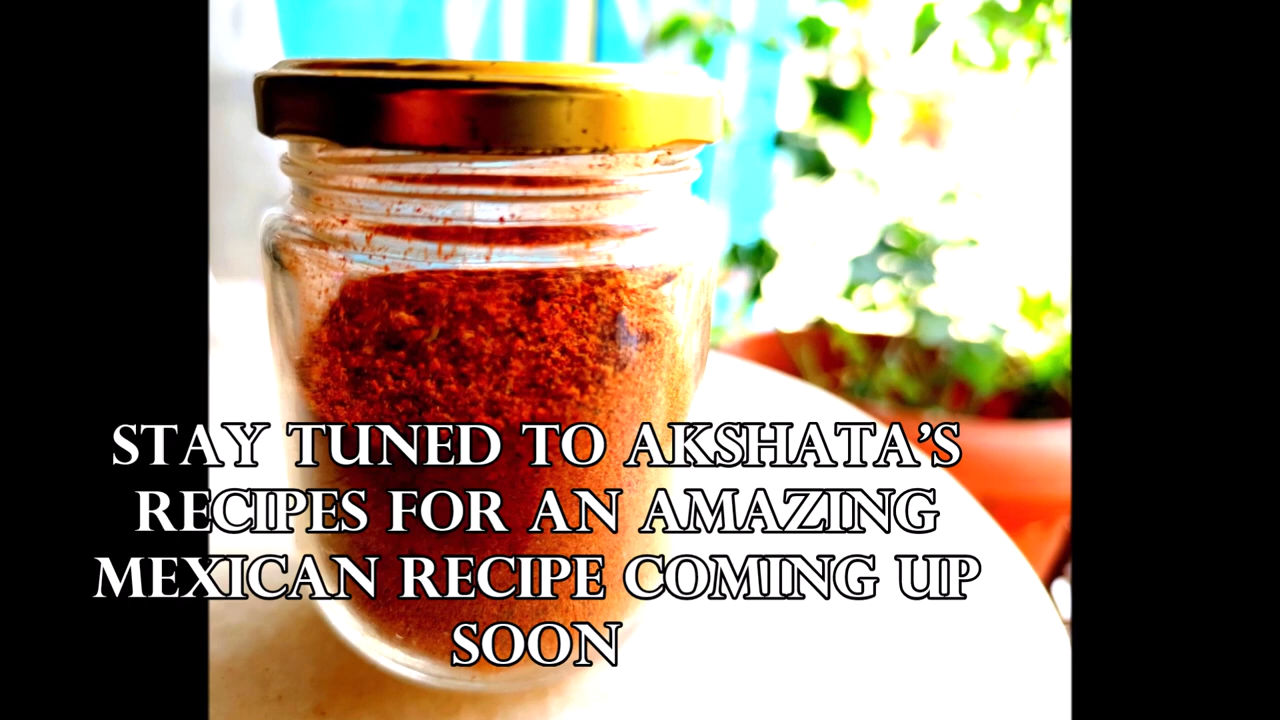 STAY TUNED TO AKSHATA'S
RECIPES FOR AN AMAZING
MEXICAN RECIPE COMING UP
SOON